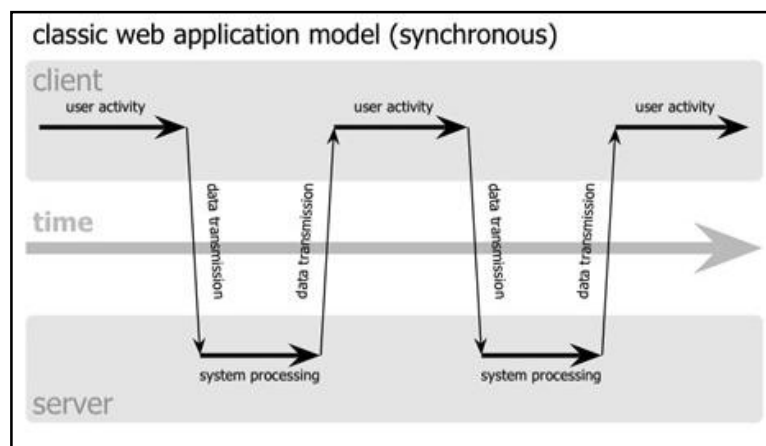 classic web application model (synchronous)
client
user activity
user activity
user activity
data transmission
data transmission
data transmission
data transmission
time
system processing
system processing
server